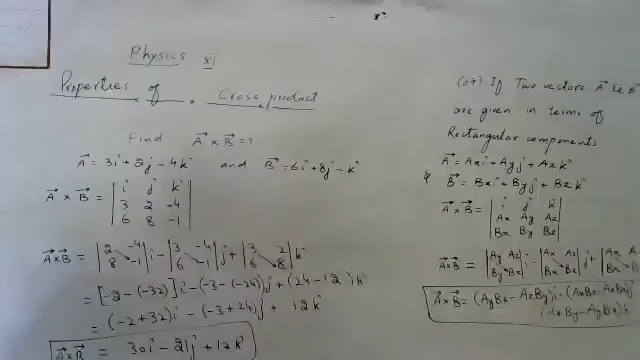 Physics XI
Properties of Cross product
Find A⃗ × B⃗ = ?
A⃗ = 3i + 2j - 4k and B⃗ = 6i + 8j - k
A⃗ × B⃗ = | i j k |
| 3 2 -4 |
| 6 8 -1 |
A⃗×B⃗ = | 2 -4 | i - | 3 -4 | j + | 3 2 | k
| 8 -1 | | 6 -1 | | 6 8 |
= [-2 - (-32)]i - (-3 - (-24))j + (24 - 12)k
= (-2 + 32)i - (-3 + 24)j + 12k
A⃗×B⃗ = 30i - 21j + 12k
If Two vectors A⃗ & B⃗
are given in terms of
Rectangular components
A⃗ = Axi + Ayj + Azk
B⃗ = Bxi + Byj + Bzk
A⃗ × B⃗ = | i j k |
| Ax Ay Az |
| Bx By Bz |
A⃗×B⃗ = | Ay Az | i - | Ax Az | j + | Ax
| By Bz | | Bx Bz | | Bx
A⃗×B⃗ = (AyBz - AzBy)i - (AxBz - AzBx)j
(AxBy - AyBx)k